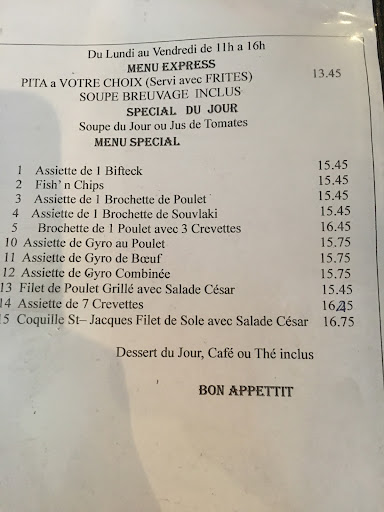 Du Lundi au Vendredi de 11h a 16h
MENU EXPRESS
PITA a VOTRE CHOIX (Servi avec FRITES) 13.45
SOUPE BREUVAGE INCLUS
SPECIAL DU JOUR
Soupe du Jour ou Jus de Tomates
MENU SPECIAL
1 Assiette de 1 Bifteck 15.45
2 Fish' n Chips 15.45
3 Assiette de 1 Brochette de Poulet 15.45
4 Assiette de 1 Brochette de Souvlaki 15.45
5 Brochette de 1 Poulet avec 3 Crevettes 16.45
10 Assiette de Gyro au Poulet 15.75
11 Assiette de Gyro de Bœuf 15.75
12 Assiette de Gyro Combinée 15.75
13 Filet de Poulet Grillé avec Salade César 15.45
14 Assiette de 7 Crevettes
15 Coquille St– Jacques Filet de Sole avec Salade César 16.75
Dessert du Jour, Café ou Thé inclus
BON APPETTIT